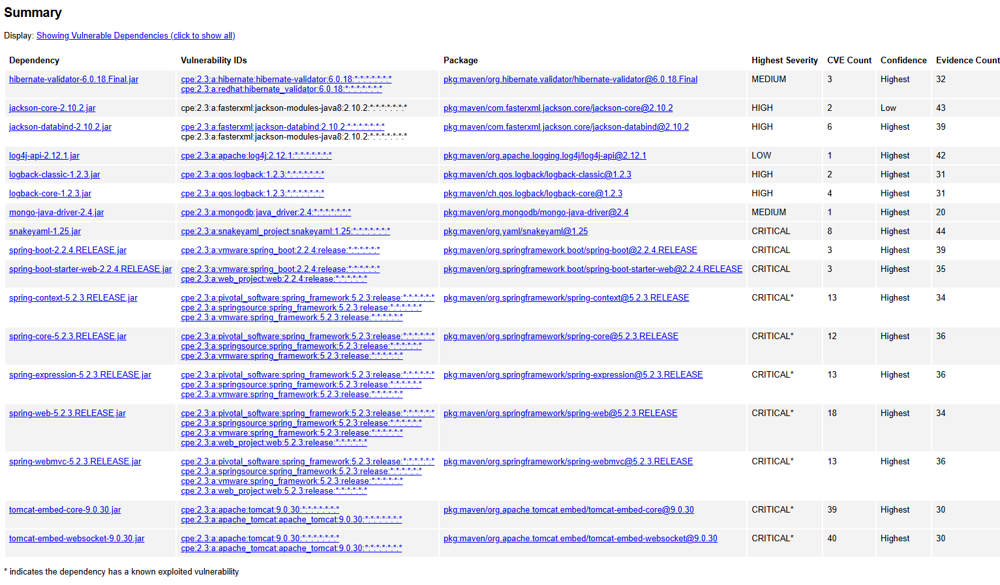 Summary
Display: Showing Vulnerable Dependencies (click to show all)
Dependency Vulnerability IDs Package Highest Severity CVE Count Confidence Evidence Count
hibernate-validator-6.0.18.Final.jar cpe:2.3:a:hibernate:hibernate-validator:6.0.18:*:*:*:*:*:*:* pkg:maven/org.hibernate.validator/hibernate-validator@6.0.18.Final MEDIUM 3 Highest 32
cpe:2.3:a:redhat:hibernate_validator:6.0.18:*:*:*:*:*:*:*
jackson-core-2.10.2.jar cpe:2.3:a:fasterxml:jackson-modules-java8:2.10.2:*:*:*:*:*:*:* pkg:maven/com.fasterxml.jackson.core/jackson-core@2.10.2 HIGH 2 Low 43
jackson-databind-2.10.2.jar cpe:2.3:a:fasterxml:jackson-databind:2.10.2:*:*:*:*:*:*:* pkg:maven/com.fasterxml.jackson.core/jackson-databind@2.10.2 HIGH 6 Highest 39
cpe:2.3:a:fasterxml:jackson-modules-java8:2.10.2:*:*:*:*:*:*:*
log4j-api-2.12.1.jar cpe:2.3:a:apache:log4j:2.12.1:*:*:*:*:*:*:* pkg:maven/org.apache.logging.log4j/log4j-api@2.12.1 LOW 1 Highest 42
logback-classic-1.2.3.jar cpe:2.3:a:qos:logback:1.2.3:*:*:*:*:*:*:* pkg:maven/ch.qos.logback/logback-classic@1.2.3 HIGH 2 Highest 31
logback-core-1.2.3.jar cpe:2.3:a:qos:logback:1.2.3:*:*:*:*:*:*:* pkg:maven/ch.qos.logback/logback-core@1.2.3 HIGH 4 Highest 31
mongo-java-driver-2.4.jar cpe:2.3:a:mongodb:java_driver:2.4:*:*:*:*:*:*:* pkg:maven/org.mongodb/mongo-java-driver@2.4 MEDIUM 1 Highest 20
snakeyaml-1.25.jar cpe:2.3:a:snakeyaml_project:snakeyaml:1.25:*:*:*:*:*:*:* pkg:maven/org.yaml/snakeyaml@1.25 CRITICAL 8 Highest 44
spring-boot-2.2.4.RELEASE.jar cpe:2.3:a:vmware:spring_boot:2.2.4:release:*:*:*:*:*:* pkg:maven/org.springframework.boot/spring-boot@2.2.4.RELEASE CRITICAL 3 Highest 39
spring-boot-starter-web-2.2.4.RELEASE.jar cpe:2.3:a:vmware:spring_boot:2.2.4:release:*:*:*:*:*:* pkg:maven/org.springframework.boot/spring-boot-starter-web@2.2.4.RELEASE CRITICAL 3 Highest 35
cpe:2.3:a:web_project:web:2.2.4:release:*:*:*:*:*:*
spring-context-5.2.3.RELEASE.jar cpe:2.3:a:pivotal_software:spring_framework:5.2.3:release:*:*:*:*:*:* pkg:maven/org.springframework/spring-context@5.2.3.RELEASE CRITICAL* 13 Highest 34
cpe:2.3:a:springsource:spring_framework:5.2.3:release:*:*:*:*:*:*
cpe:2.3:a:vmware:spring_framework:5.2.3:release:*:*:*:*:*:*
spring-core-5.2.3.RELEASE.jar cpe:2.3:a:pivotal_software:spring_framework:5.2.3:release:*:*:*:*:*:* pkg:maven/org.springframework/spring-core@5.2.3.RELEASE CRITICAL* 12 Highest 36
cpe:2.3:a:springsource:spring_framework:5.2.3:release:*:*:*:*:*:*
cpe:2.3:a:vmware:spring_framework:5.2.3:release:*:*:*:*:*:*
spring-expression-5.2.3.RELEASE.jar cpe:2.3:a:pivotal_software:spring_framework:5.2.3:release:*:*:*:*:*:* pkg:maven/org.springframework/spring-expression@5.2.3.RELEASE CRITICAL* 13 Highest 36
cpe:2.3:a:springsource:spring_framework:5.2.3:release:*:*:*:*:*:*
cpe:2.3:a:vmware:spring_framework:5.2.3:release:*:*:*:*:*:*
spring-web-5.2.3.RELEASE.jar cpe:2.3:a:pivotal_software:spring_framework:5.2.3:release:*:*:*:*:*:* pkg:maven/org.springframework/spring-web@5.2.3.RELEASE CRITICAL* 18 Highest 34
cpe:2.3:a:springsource:spring_framework:5.2.3:release:*:*:*:*:*:*
cpe:2.3:a:vmware:spring_framework:5.2.3:release:*:*:*:*:*:*
cpe:2.3:a:web_project:web:5.2.3:release:*:*:*:*:*:*
spring-webmvc-5.2.3.RELEASE.jar cpe:2.3:a:pivotal_software:spring_framework:5.2.3:release:*:*:*:*:*:* pkg:maven/org.springframework/spring-webmvc@5.2.3.RELEASE CRITICAL* 13 Highest 36
cpe:2.3:a:springsource:spring_framework:5.2.3:release:*:*:*:*:*:*
cpe:2.3:a:vmware:spring_framework:5.2.3:release:*:*:*:*:*:*
cpe:2.3:a:web_project:web:5.2.3:release:*:*:*:*:*:*
tomcat-embed-core-9.0.30.jar cpe:2.3:a:apache:tomcat:9.0.30:*:*:*:*:*:*:* pkg:maven/org.apache.tomcat.embed/tomcat-embed-core@9.0.30 CRITICAL* 39 Highest 30
cpe:2.3:a:apache_tomcat:apache_tomcat:9.0.30:*:*:*:*:*:*:*
tomcat-embed-websocket-9.0.30.jar cpe:2.3:a:apache:tomcat:9.0.30:*:*:*:*:*:*:* pkg:maven/org.apache.tomcat.embed/tomcat-embed-websocket@9.0.30 CRITICAL* 40 Highest 30
cpe:2.3:a:apache_tomcat:apache_tomcat:9.0.30:*:*:*:*:*:*:*
* indicates the dependency has a known exploited vulnerability